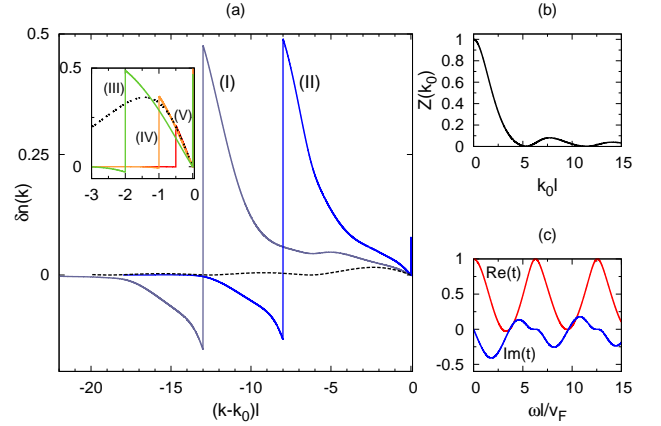 (a)
0.5
0.25
0
δn(k)
-20
-15
-10
-5
0
(k-k₀)l
(I)
(II)
0.5
0
-3
-2
-1
0
(III)
(IV)
(V)
(b)
1
0.8
0.6
0.4
0.2
0
Z(k₀)
0
5
10
15
k₀l
(c)
1
0.5
0
-0.5
Re(t)
Im(t)
0
5
10
15
ωl/v_F